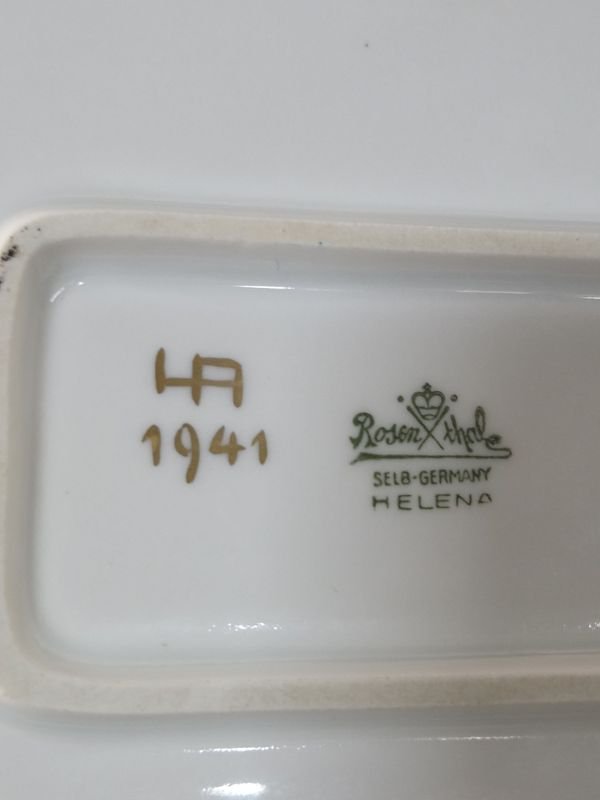 HA
1941
Rosenthal
SELB-GERMANY
HELENA